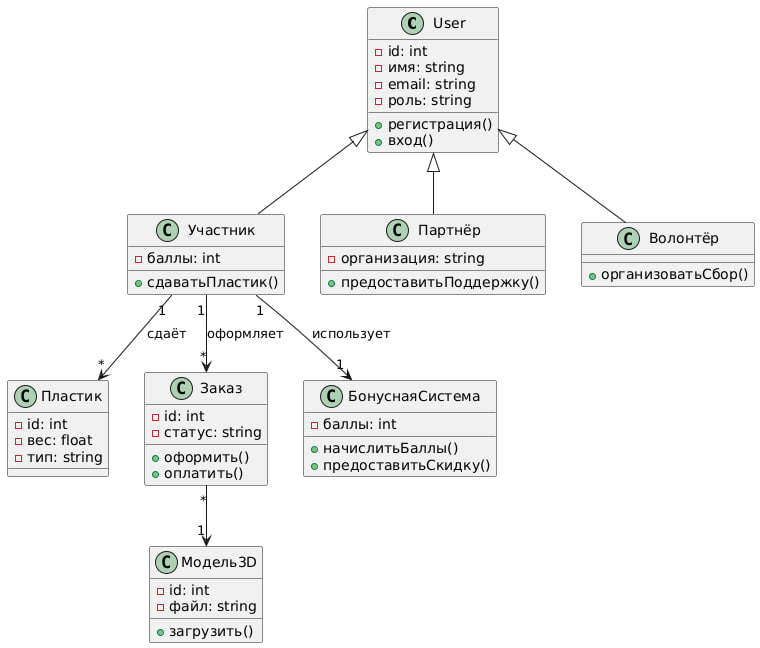 C User
id: int
имя: string
email: string
роль: string
регистрация()
вход()
C Участник
баллы: int
сдаватьПластик()
C Партнёр
организация: string
предоставитьПоддержку()
C Волонтёр
организоватьСбор()
1
сдаёт
*
1
оформляет
*
1
использует
1
C Пластик
id: int
вес: float
тип: string
C Заказ
id: int
статус: string
оформить()
оплатить()
C БонуснаяСистема
баллы: int
начислитьБаллы()
предоставитьСкидку()
*
1
C Модель3D
id: int
файл: string
загрузить()